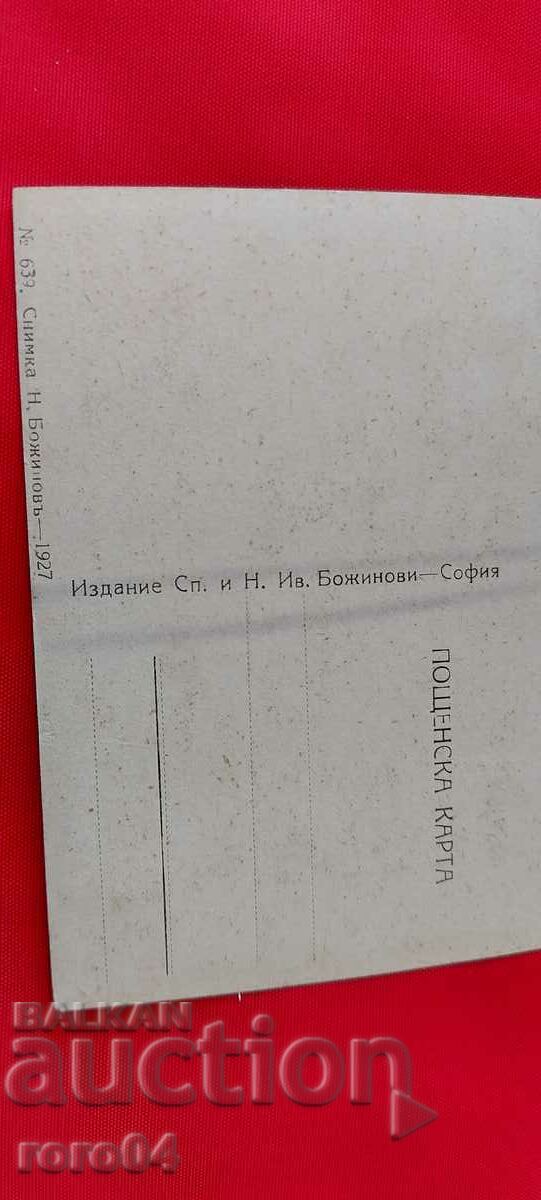 № 639. Снимка Н. Божиновъ—1927
Издание Сп. и Н. Ив. Божинови—София
ПОЩЕНСКА КАРТА
BALKAN
auction
roro04